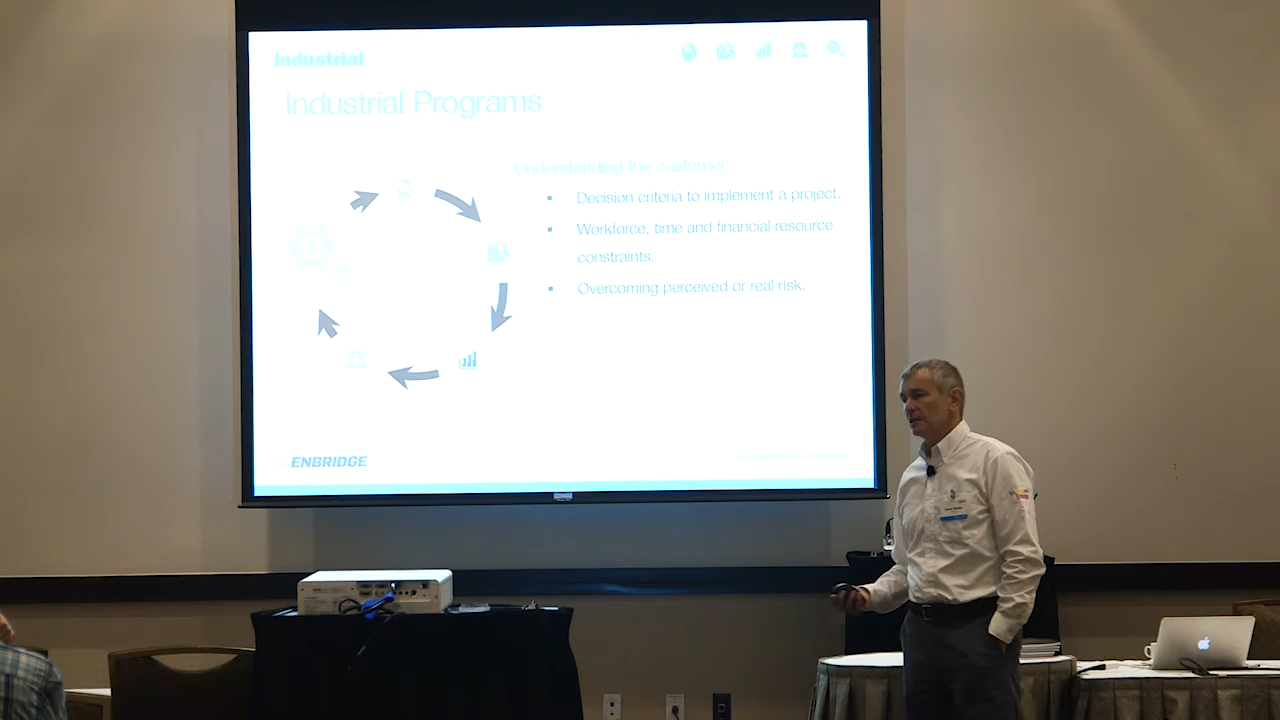 Industrial
Industrial Programs
Understanding the customer.
▪ Decision criteria to implement a project.
▪ Workforce, time and financial resource
constraints.
▪ Overcoming perceived or real risk.
ENBRIDGE